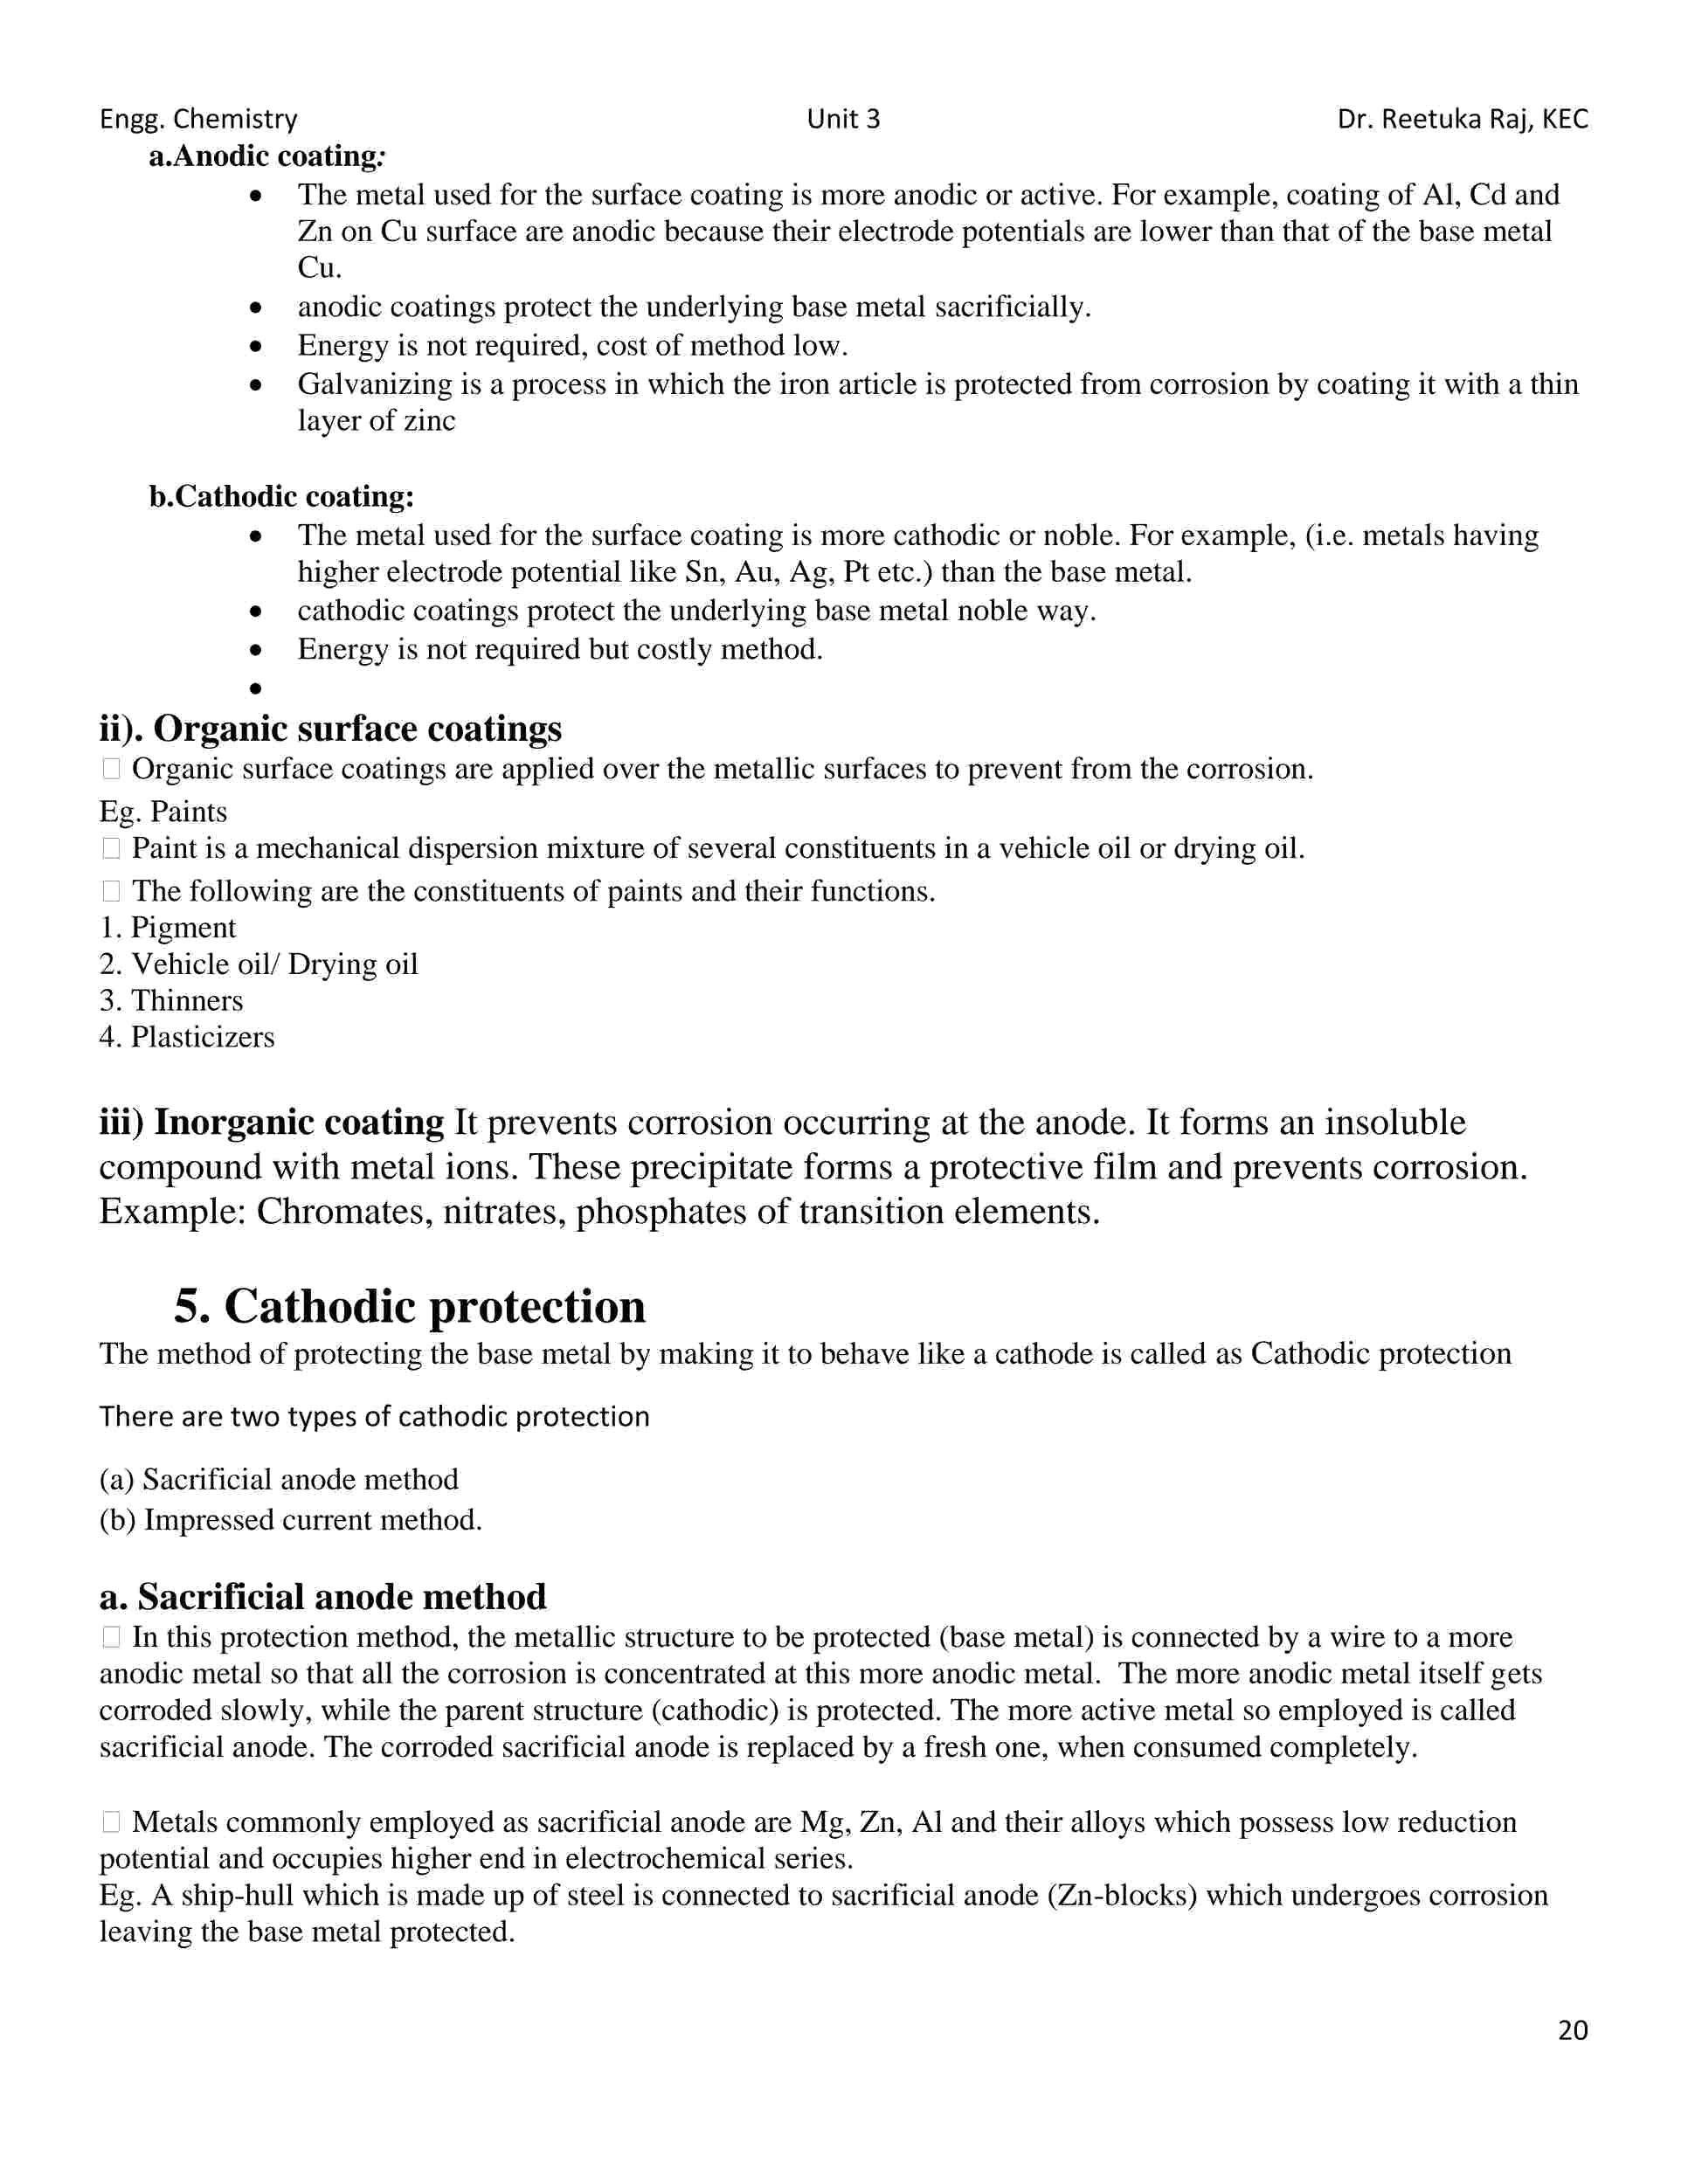 Engg. Chemistry Unit 3 Dr. Reetuka Raj, KEC
a.Anodic coating:
• The metal used for the surface coating is more anodic or active. For example, coating of Al, Cd and
Zn on Cu surface are anodic because their electrode potentials are lower than that of the base metal
Cu.
• anodic coatings protect the underlying base metal sacrificially.
• Energy is not required, cost of method low.
• Galvanizing is a process in which the iron article is protected from corrosion by coating it with a thin
layer of zinc
b.Cathodic coating:
• The metal used for the surface coating is more cathodic or noble. For example, (i.e. metals having
higher electrode potential like Sn, Au, Ag, Pt etc.) than the base metal.
• cathodic coatings protect the underlying base metal noble way.
• Energy is not required but costly method.
•
ii). Organic surface coatings
□ Organic surface coatings are applied over the metallic surfaces to prevent from the corrosion.
Eg. Paints
□ Paint is a mechanical dispersion mixture of several constituents in a vehicle oil or drying oil.
□ The following are the constituents of paints and their functions.
1. Pigment
2. Vehicle oil/ Drying oil
3. Thinners
4. Plasticizers
iii) Inorganic coating It prevents corrosion occurring at the anode. It forms an insoluble
compound with metal ions. These precipitate forms a protective film and prevents corrosion.
Example: Chromates, nitrates, phosphates of transition elements.
5. Cathodic protection
The method of protecting the base metal by making it to behave like a cathode is called as Cathodic protection
There are two types of cathodic protection
(a) Sacrificial anode method
(b) Impressed current method.
a. Sacrificial anode method
□ In this protection method, the metallic structure to be protected (base metal) is connected by a wire to a more
anodic metal so that all the corrosion is concentrated at this more anodic metal.  The more anodic metal itself gets
corroded slowly, while the parent structure (cathodic) is protected. The more active metal so employed is called
sacrificial anode. The corroded sacrificial anode is replaced by a fresh one, when consumed completely.
□ Metals commonly employed as sacrificial anode are Mg, Zn, Al and their alloys which possess low reduction
potential and occupies higher end in electrochemical series.
Eg. A ship-hull which is made up of steel is connected to sacrificial anode (Zn-blocks) which undergoes corrosion
leaving the base metal protected.
20